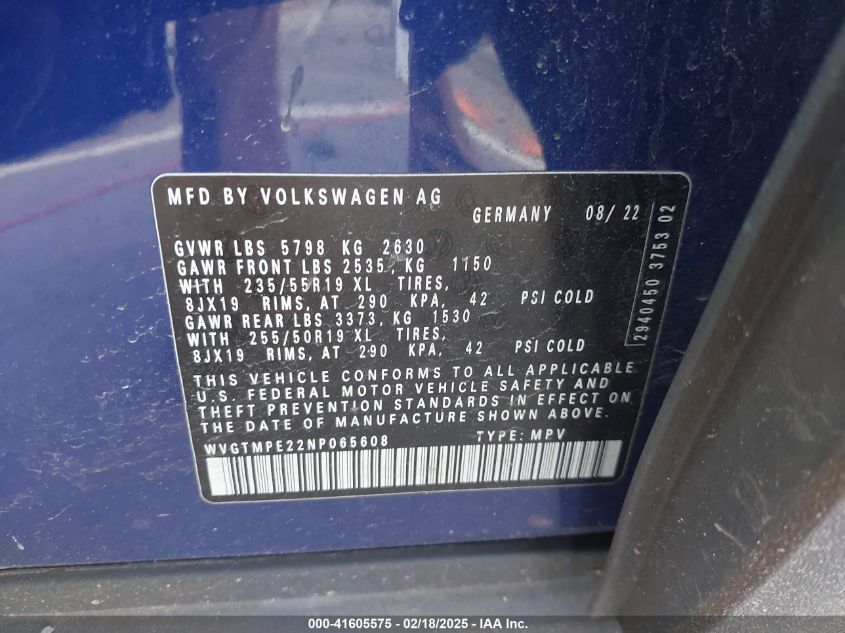 MFD BY VOLKSWAGEN AG
GERMANY 08/ 22
GVWR LBS 5798 KG 2630
GAWR FRONT LBS 2535, KG 1150
WITH 235/55R19 XL TIRES,
8JX19 RIMS, AT 290 KPA, 42 PSI COLD
GAWR REAR LBS 3373, KG 1530
WITH 255/50R19 XL TIRES,
8JX19 RIMS, AT 290 KPA, 42 PSI COLD
THIS VEHICLE CONFORMS TO ALL APPLICABLE
U.S. FEDERAL MOTOR VEHICLE SAFETY AND
THEFT PREVENTION STANDARDS IN EFFECT ON
THE DATE OF MANUFACTURE SHOWN ABOVE.
WVGTMPE22NP065608 TYPE: MPV
2940450 3753 02
000-41605575 - 02/18/2025 - IAA Inc.